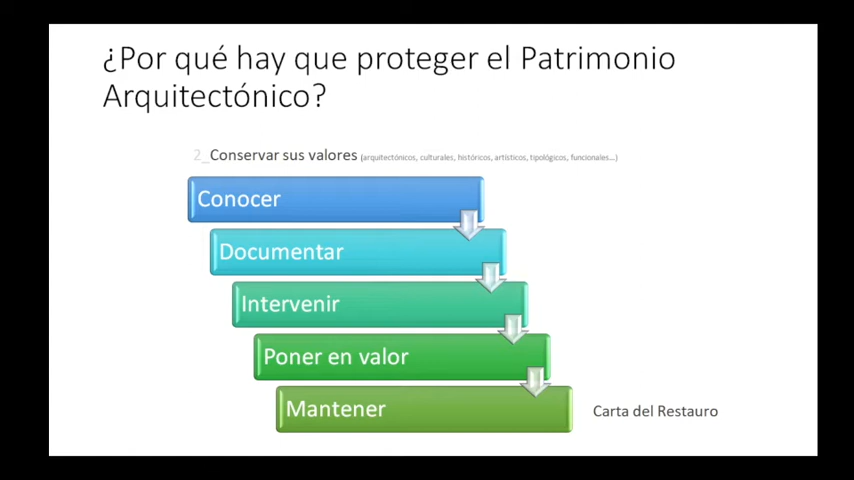 ¿Por qué hay que proteger el Patrimonio
Arquitectónico?
2_Conservar sus valores (arquitectónicos, culturales, históricos, artísticos, tipológicos, funcionales...)
Conocer
Documentar
Intervenir
Poner en valor
Mantener
Carta del Restauro